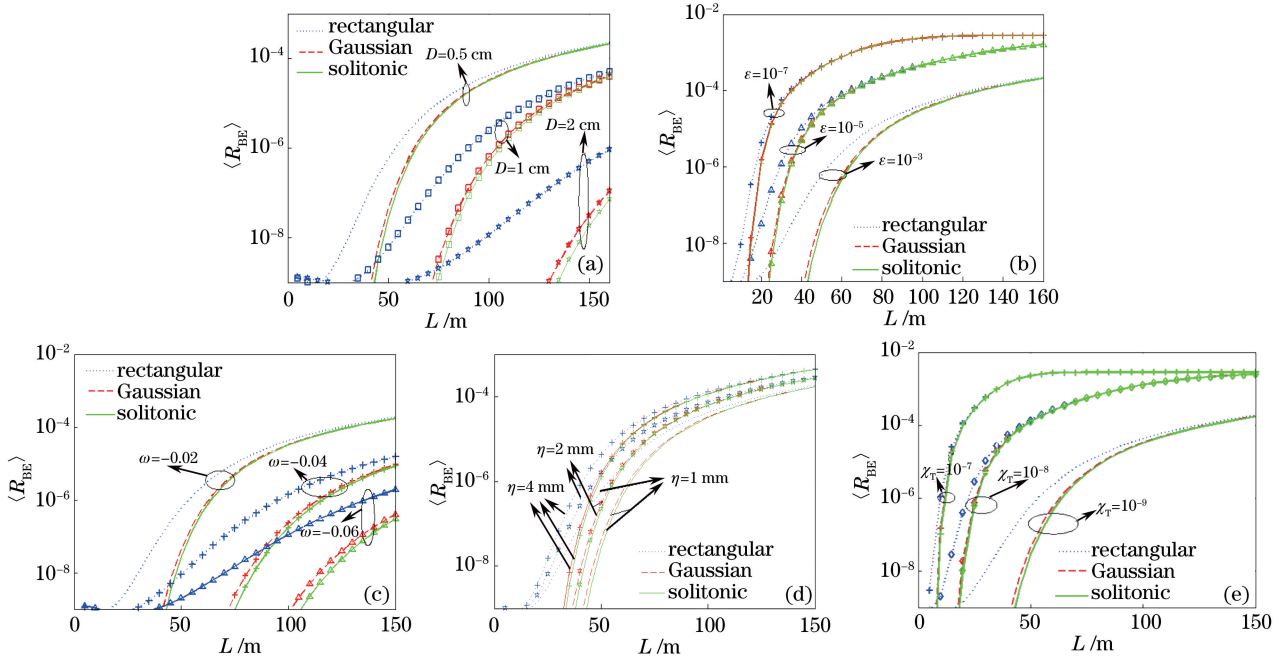 rectangular
Gaussian
solitonic
D=0.5 cm
D=2 cm
D=1 cm
10⁻⁴
10⁻⁶
10⁻⁸
⟨R_BE⟩
0 50 100 150
L /m
(a)
10⁻²
10⁻⁴
10⁻⁶
10⁻⁸
⟨R_BE⟩
ε=10⁻⁷
ε=10⁻⁵
ε=10⁻³
rectangular
Gaussian
solitonic
(b)
20 40 60 80 100 120 140 160
L /m
10⁻²
10⁻⁴
10⁻⁶
10⁻⁸
⟨R_BE⟩
rectangular
Gaussian
solitonic
ω=−0.02
ω=−0.04
ω=−0.06
(c)
0 50 100 150
L /m
10⁻⁴
10⁻⁶
10⁻⁸
⟨R_BE⟩
η=2 mm
η=4 mm
η=1 mm
rectangular
Gaussian
solitonic
(d)
0 50 100 150
L /m
10⁻²
10⁻⁴
10⁻⁶
10⁻⁸
⟨R_BE⟩
χ_T=10⁻⁷
χ_T=10⁻⁸
χ_T=10⁻⁹
rectangular
Gaussian
solitonic
(e)
0 50 100 150
L /m